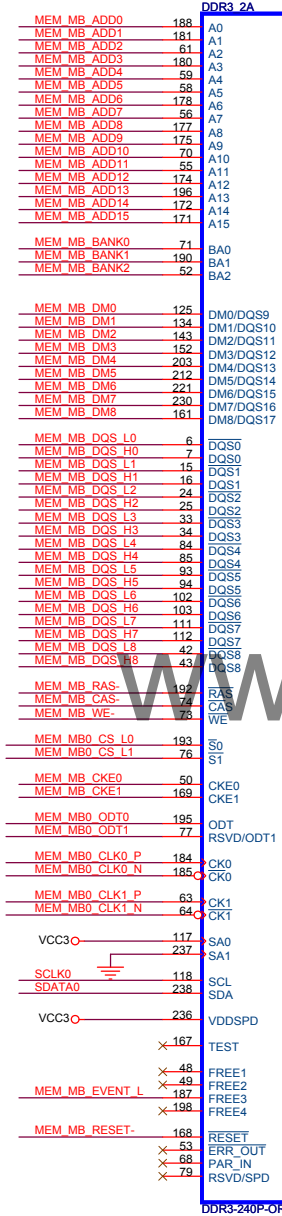 DDR3_2A
MEM_MB_ADD0 188 A0
MEM_MB_ADD1 181 A1
MEM_MB_ADD2 61 A2
MEM_MB_ADD3 180 A3
MEM_MB_ADD4 59 A4
MEM_MB_ADD5 58 A5
MEM_MB_ADD6 178 A6
MEM_MB_ADD7 56 A7
MEM_MB_ADD8 177 A8
MEM_MB_ADD9 175 A9
MEM_MB_ADD10 70 A10
MEM_MB_ADD11 55 A11
MEM_MB_ADD12 174 A12
MEM_MB_ADD13 196 A13
MEM_MB_ADD14 172 A14
MEM_MB_ADD15 171 A15
MEM_MB_BANK0 71 BA0
MEM_MB_BANK1 190 BA1
MEM_MB_BANK2 52 BA2
MEM_MB_DM0 125 DM0/DQS9
MEM_MB_DM1 134 DM1/DQS10
MEM_MB_DM2 143 DM2/DQS11
MEM_MB_DM3 152 DM3/DQS12
MEM_MB_DM4 203 DM4/DQS13
MEM_MB_DM5 212 DM5/DQS14
MEM_MB_DM6 221 DM6/DQS15
MEM_MB_DM7 230 DM7/DQS16
MEM_MB_DM8 161 DM8/DQS17
MEM_MB_DQS_L0 6 DQS0
MEM_MB_DQS_H0 7 DQS0
MEM_MB_DQS_L1 15 DQS1
MEM_MB_DQS_H1 16 DQS1
MEM_MB_DQS_L2 24 DQS2
MEM_MB_DQS_H2 25 DQS2
MEM_MB_DQS_L3 33 DQS3
MEM_MB_DQS_H3 34 DQS3
MEM_MB_DQS_L4 84 DQS4
MEM_MB_DQS_H4 85 DQS4
MEM_MB_DQS_L5 93 DQS5
MEM_MB_DQS_H5 94 DQS5
MEM_MB_DQS_L6 102 DQS6
MEM_MB_DQS_H6 103 DQS6
MEM_MB_DQS_L7 111 DQS7
MEM_MB_DQS_H7 112 DQS7
MEM_MB_DQS_L8 42 DQS8
MEM_MB_DQS_H8 43 DQS8
MEM_MB_RAS- 192 RAS
MEM_MB_CAS- 74 CAS
MEM_MB_WE- 73 WE
MEM_MB0_CS_L0 193 S0
MEM_MB0_CS_L1 76 S1
MEM_MB_CKE0 50 CKE0
MEM_MB_CKE1 169 CKE1
MEM_MB0_ODT0 195 ODT
MEM_MB0_ODT1 77 RSVD/ODT1
MEM_MB0_CLK0_P 184 CK0
MEM_MB0_CLK0_N 185 CK0
MEM_MB0_CLK1_P 63 CK1
MEM_MB0_CLK1_N 64 CK1
VCC3 117 SA0
237 SA1
SCLK0 118 SCL
SDATA0 238 SDA
VCC3 236 VDDSPD
167 TEST
48 FREE1
49 FREE2
MEM_MB_EVENT_L 187 FREE3
198 FREE4
MEM_MB_RESET- 168 RESET
53 ERR_OUT
68 PAR_IN
79 RSVD/SPD